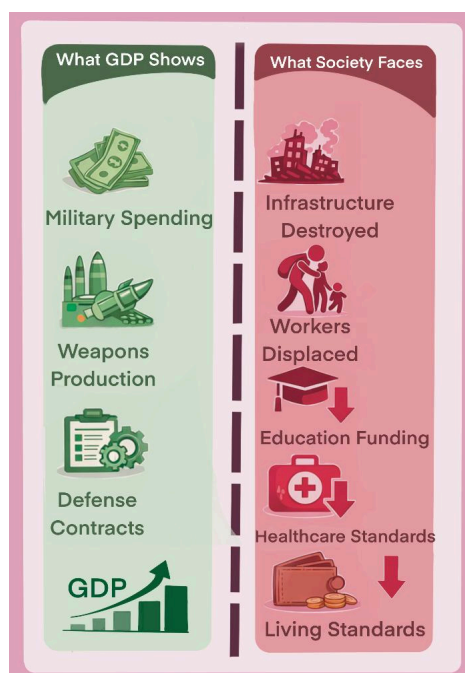 What GDP Shows
Military Spending
Weapons
Production
Defense
Contracts
GDP
What Society Faces
Infrastructure
Destroyed
Workers
Displaced
Education Funding
Healthcare Standards
Living Standards